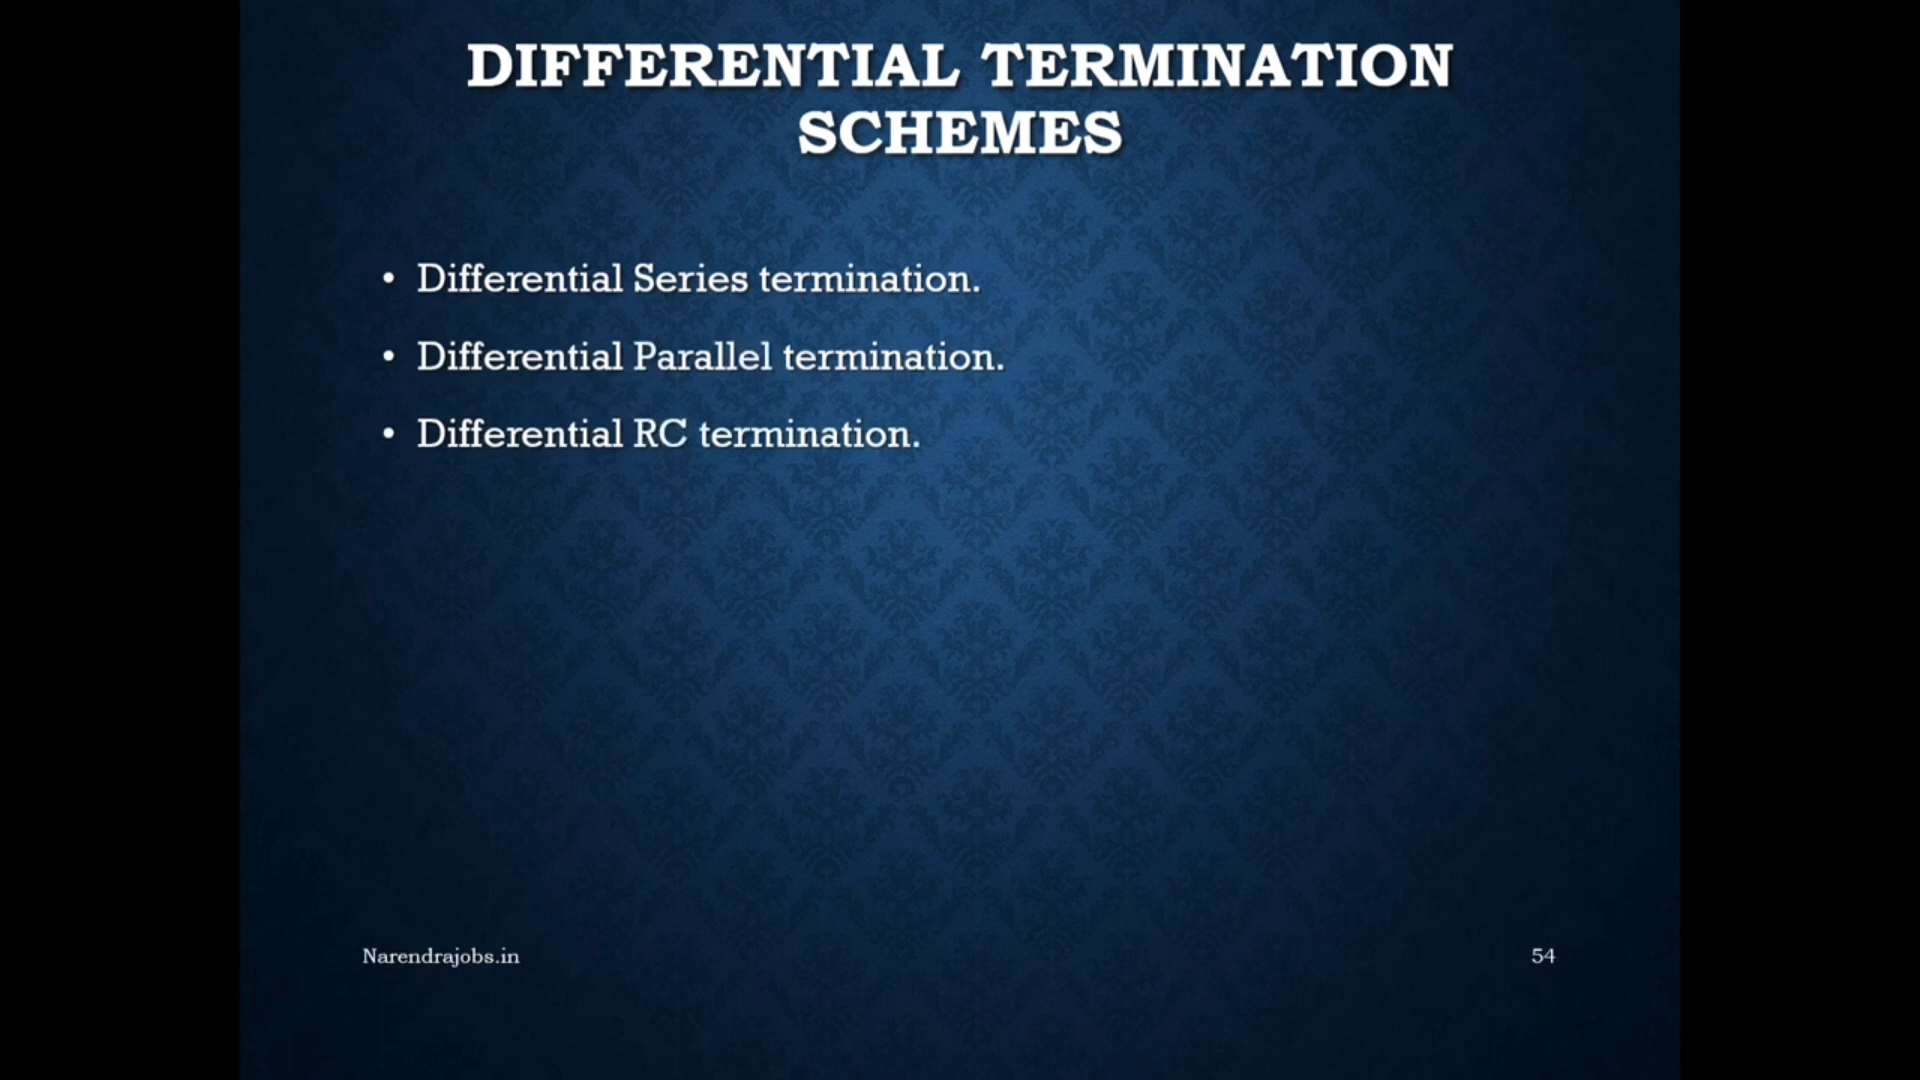 DIFFERENTIAL TERMINATION
SCHEMES
• Differential Series termination.
• Differential Parallel termination.
• Differential RC termination.
Narendrajobs.in
54